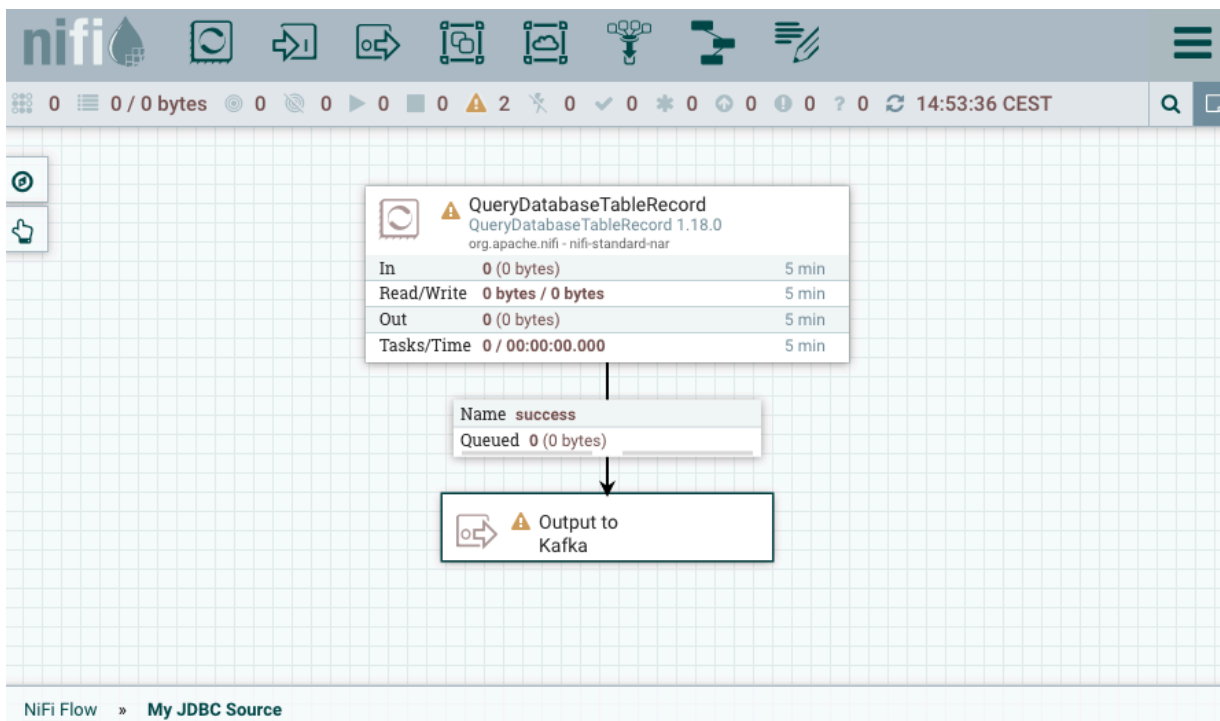 nifi
0 0 / 0 bytes 0 0 0 0 2 0 0 0 0 0 ? 0 14:53:36 CEST
QueryDatabaseTableRecord
QueryDatabaseTableRecord 1.18.0
org.apache.nifi - nifi-standard-nar
In 0 (0 bytes) 5 min
Read/Write 0 bytes / 0 bytes 5 min
Out 0 (0 bytes) 5 min
Tasks/Time 0 / 00:00:00.000 5 min
Name success
Queued 0 (0 bytes)
Output to
Kafka
NiFi Flow » My JDBC Source